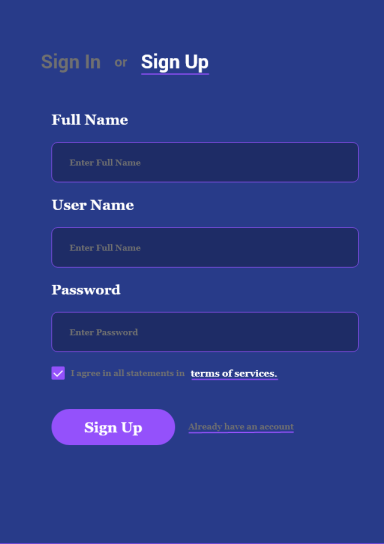 Sign In or Sign Up
Full Name
Enter Full Name
User Name
Enter Full Name
Password
Enter Password
I agree in all statements in terms of services.
Sign Up Already have an account